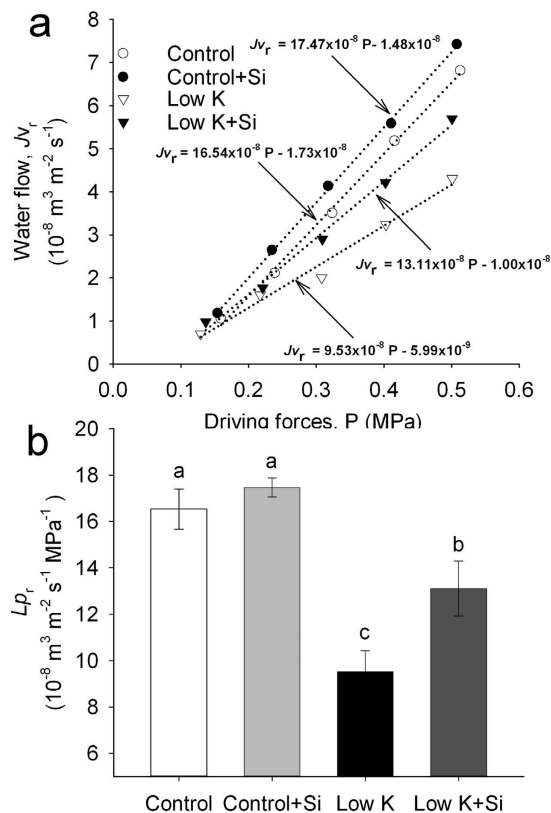 a
8
7
6
5
4
3
2
1
0
Water flow, Jvr
(10-8 m3 m-2 s-1)
Control
Control+Si
Low K
Low K+Si
Jvr = 17.47x10-8 P- 1.48x10-8
Jvr = 16.54x10-8 P - 1.73x10-8
Jvr = 13.11x10-8 P - 1.00x10-8
Jvr = 9.53x10-8 P - 5.99x10-9
0.0 0.1 0.2 0.3 0.4 0.5 0.6
Driving forces, P (MPa)
b
20
18
16
14
12
10
8
6
Lpr
(10-8 m3 m-2 s-1 MPa-1)
a
a
c
b
Control Control+Si Low K Low K+Si